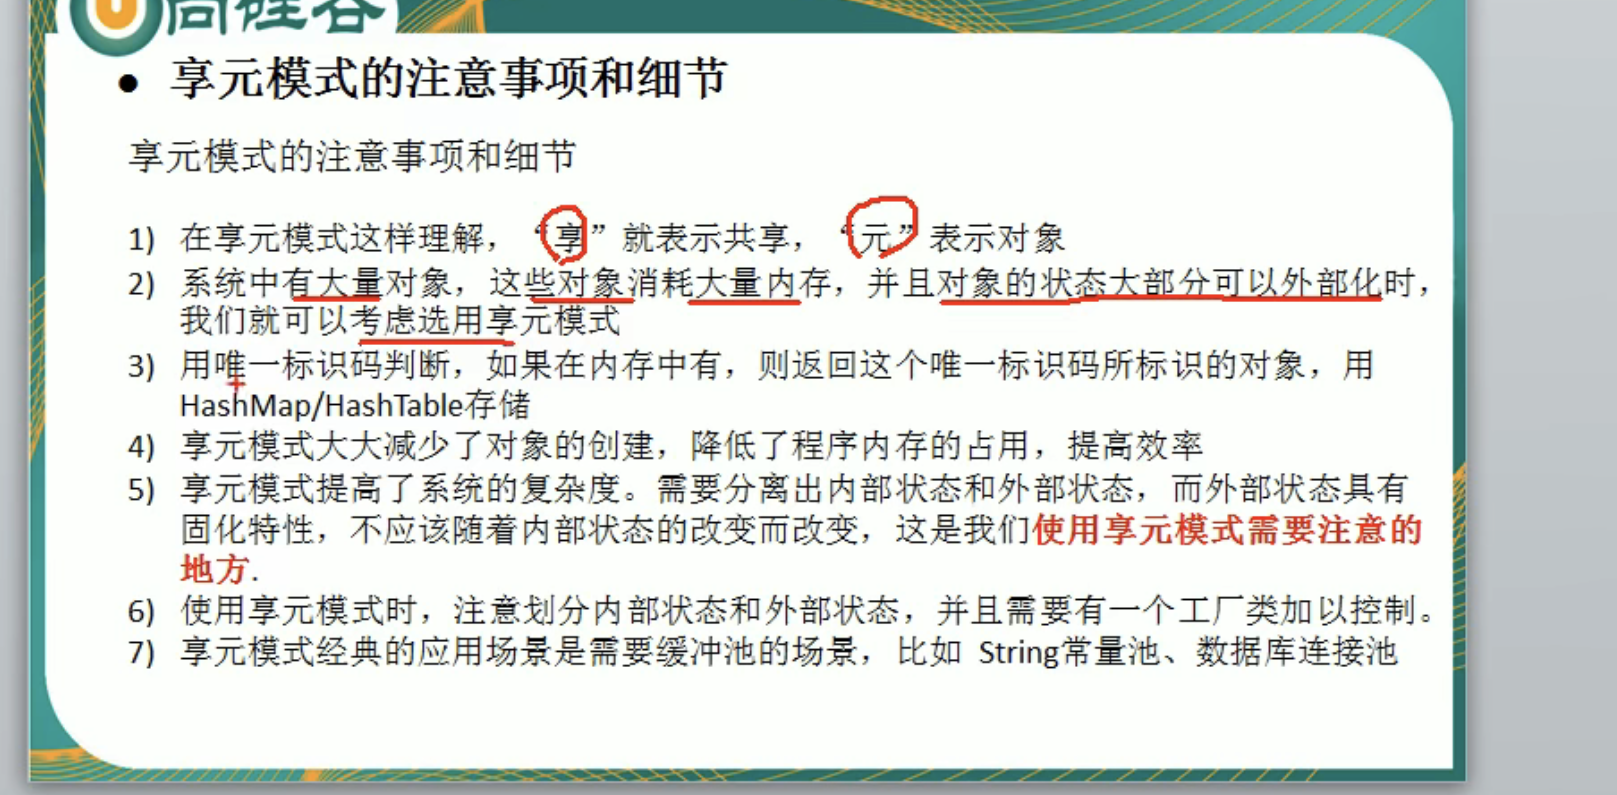 尚硅谷
● 享元模式的注意事项和细节
享元模式的注意事项和细节
1) 在享元模式这样理解，“享”就表示共享，“元”表示对象
2) 系统中有大量对象，这些对象消耗大量内存，并且对象的状态大部分可以外部化时，
我们就可以考虑选用享元模式
3) 用唯一标识码判断，如果在内存中有，则返回这个唯一标识码所标识的对象，用
HashMap/HashTable存储
4) 享元模式大大减少了对象的创建，降低了程序内存的占用，提高效率
5) 享元模式提高了系统的复杂度。需要分离出内部状态和外部状态，而外部状态具有
固化特性，不应该随着内部状态的改变而改变，这是我们使用享元模式需要注意的
地方.
6) 使用享元模式时，注意划分内部状态和外部状态，并且需要有一个工厂类加以控制。
7) 享元模式经典的应用场景是需要缓冲池的场景，比如 String常量池、数据库连接池